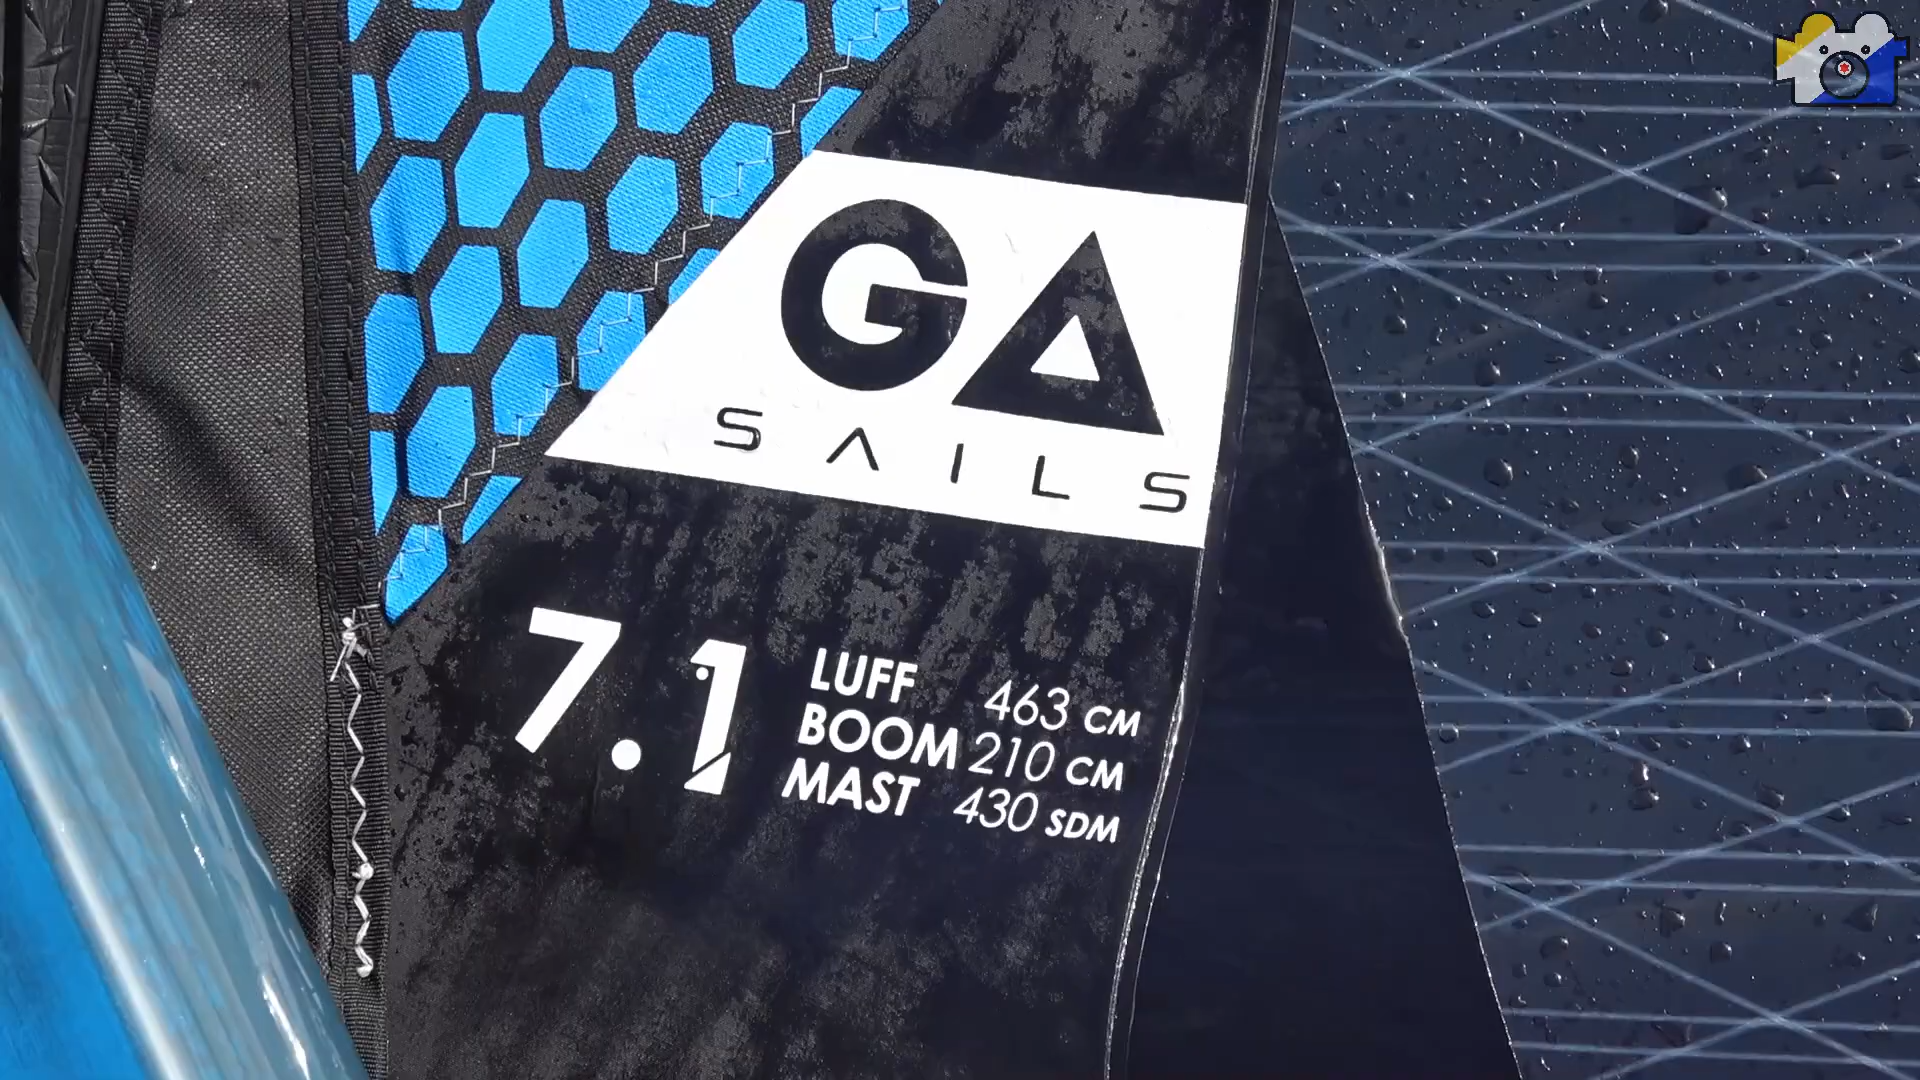 GA
SAILS
7.1
LUFF 463 CM
BOOM 210 CM
MAST 430 SDM